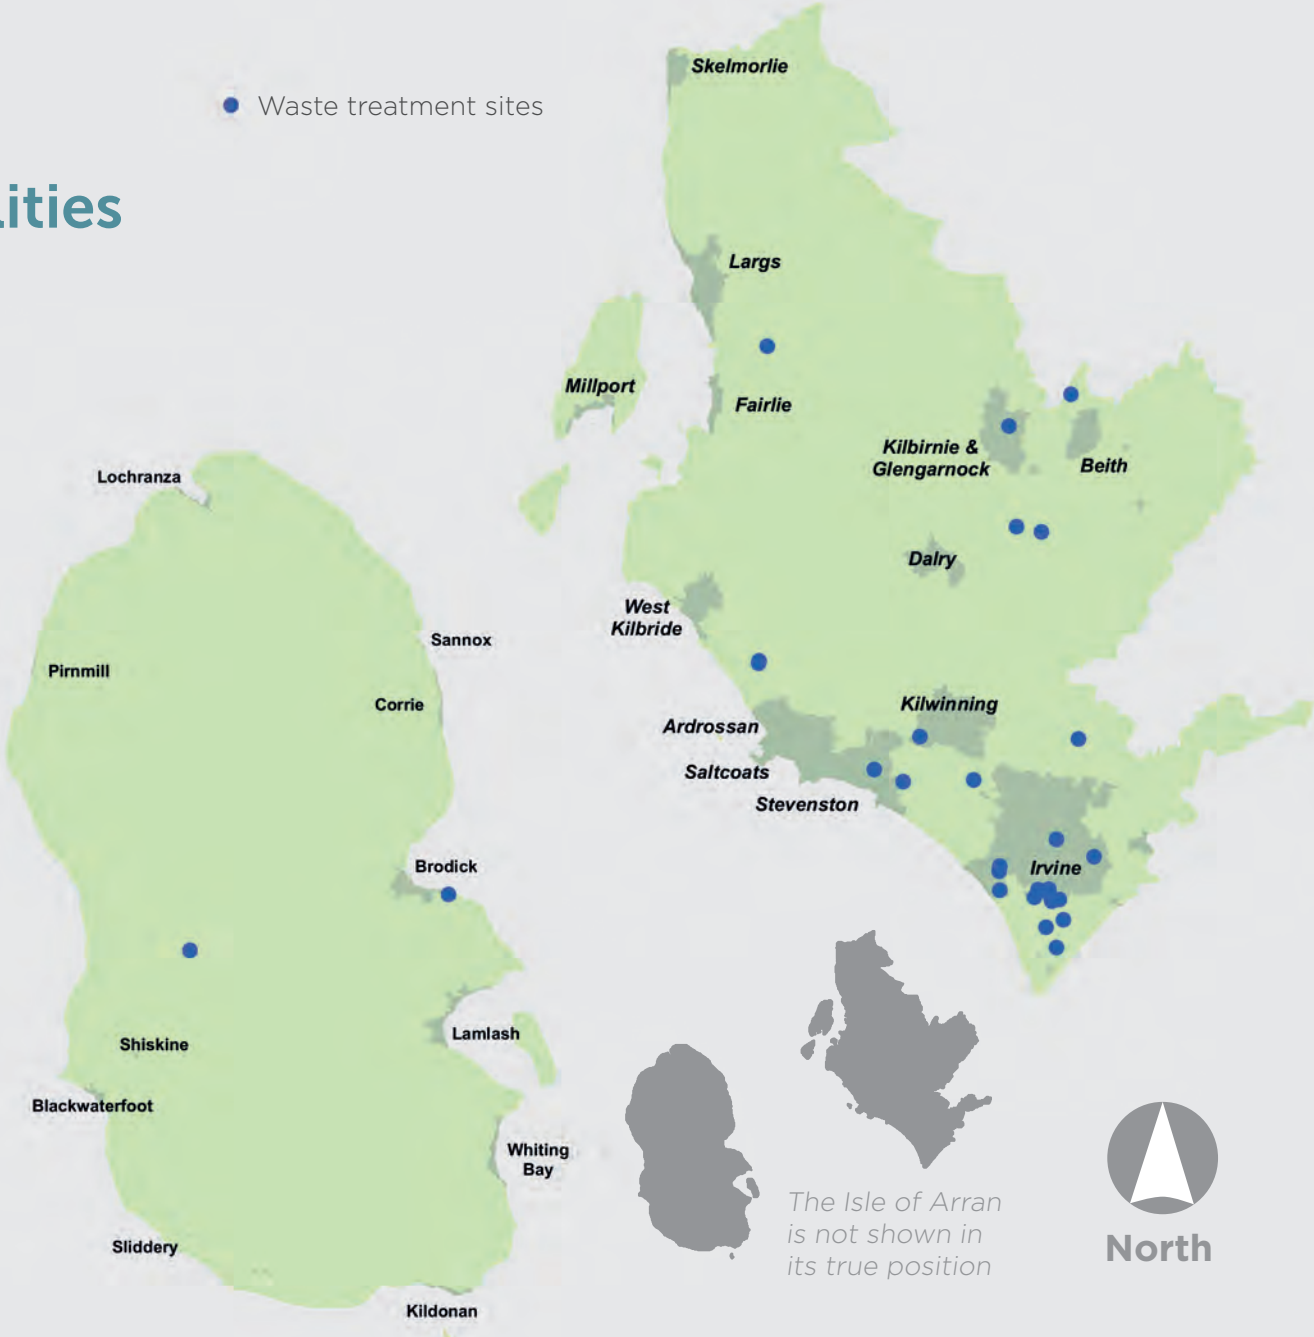 Skelmorlie
Waste treatment sites
ities
Largs
Millport
Fairlie
Kilbirnie &
Glengarnock
Beith
Lochranza
Dalry
West
Kilbride
Sannox
Pirnmill
Corrie
Kilwinning
Ardrossan
Saltcoats
Stevenston
Brodick
Irvine
Lamlash
Shiskine
Blackwaterfoot
Whiting
Bay
The Isle of Arran
is not shown in
its true position
North
Sliddery
Kildonan